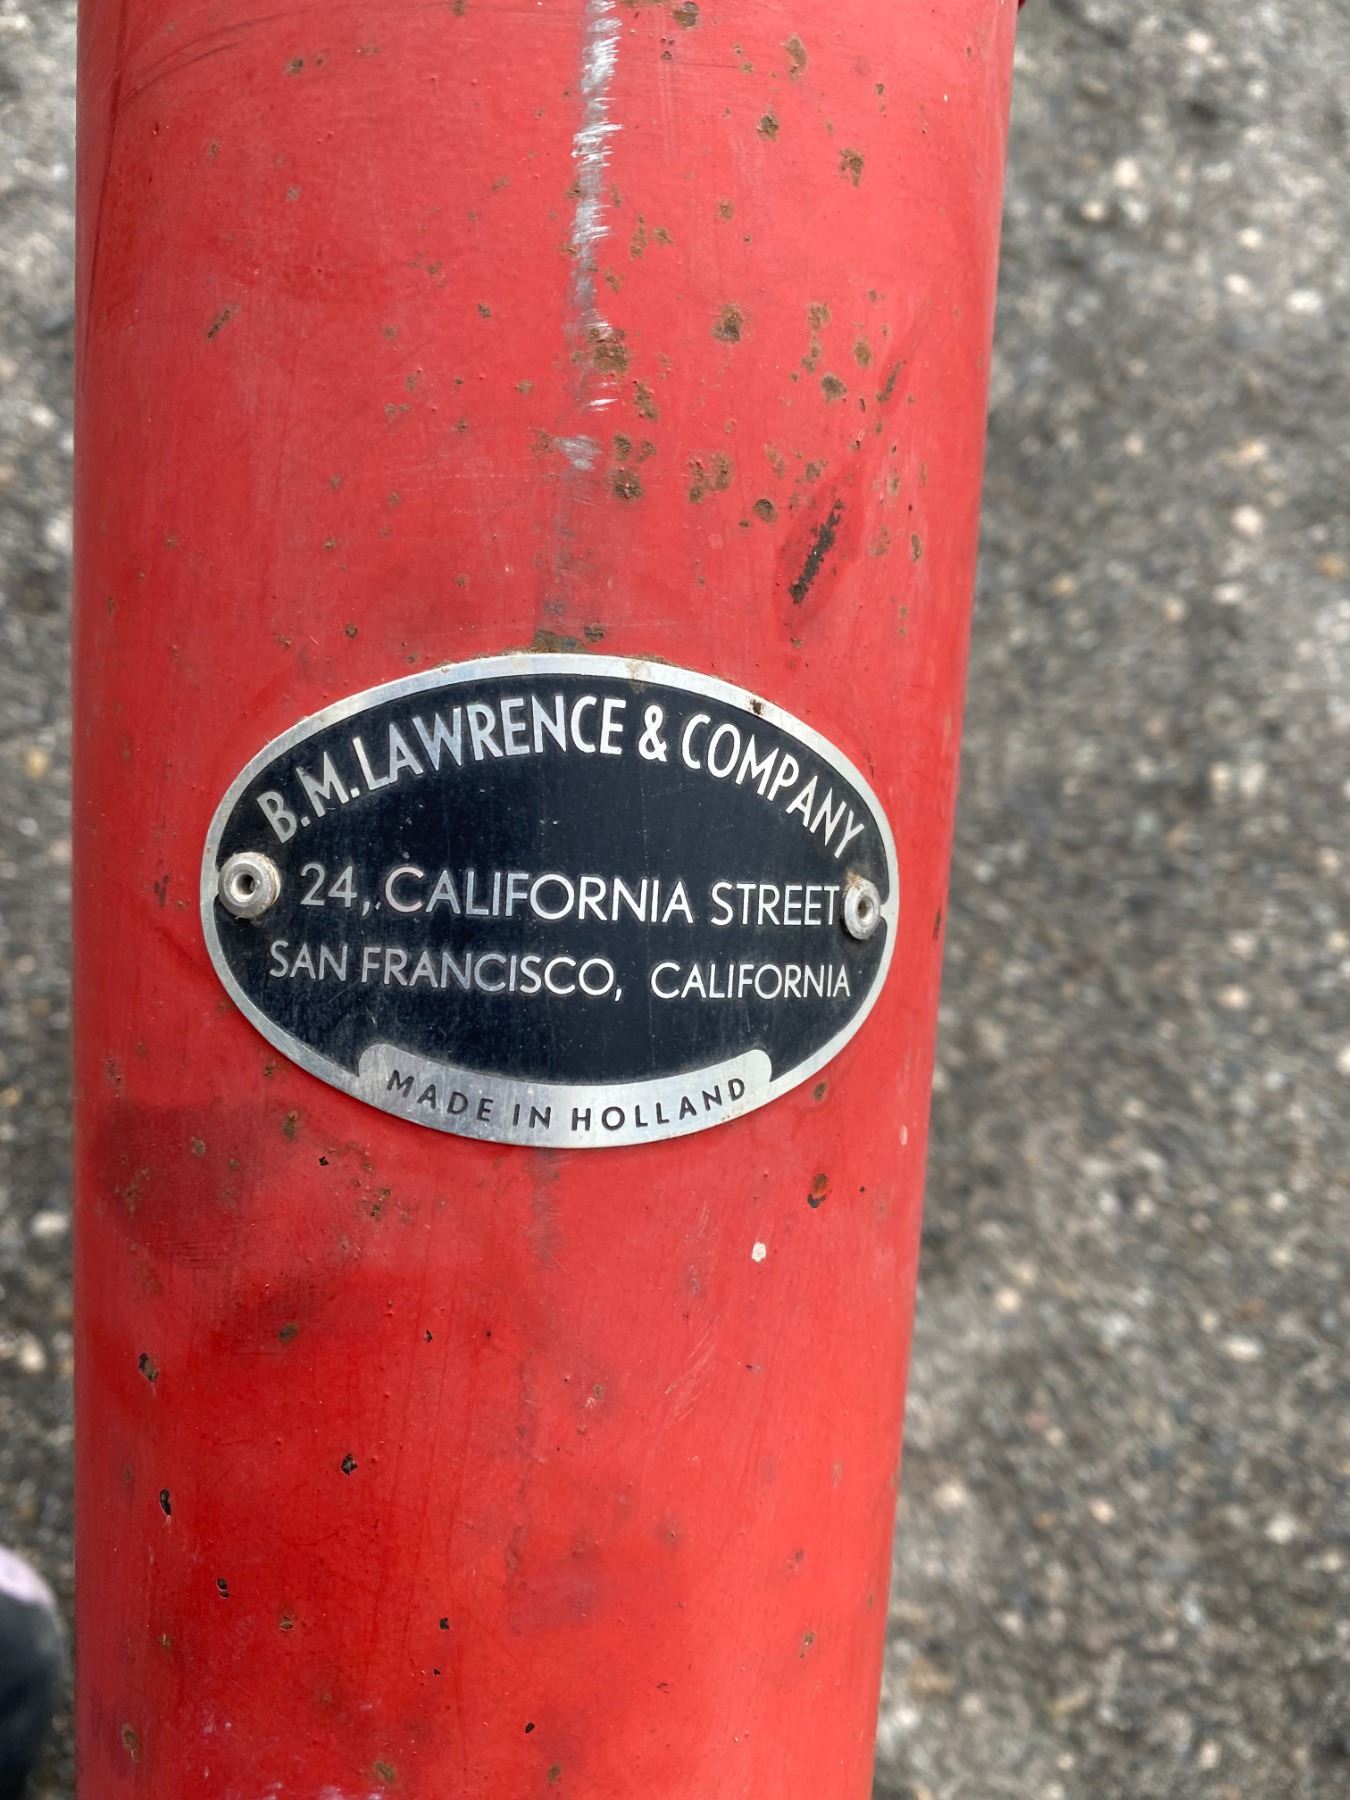 B.M. LAWRENCE & COMPANY
24, CALIFORNIA STREET
SAN FRANCISCO, CALIFORNIA
MADE IN HOLLAND